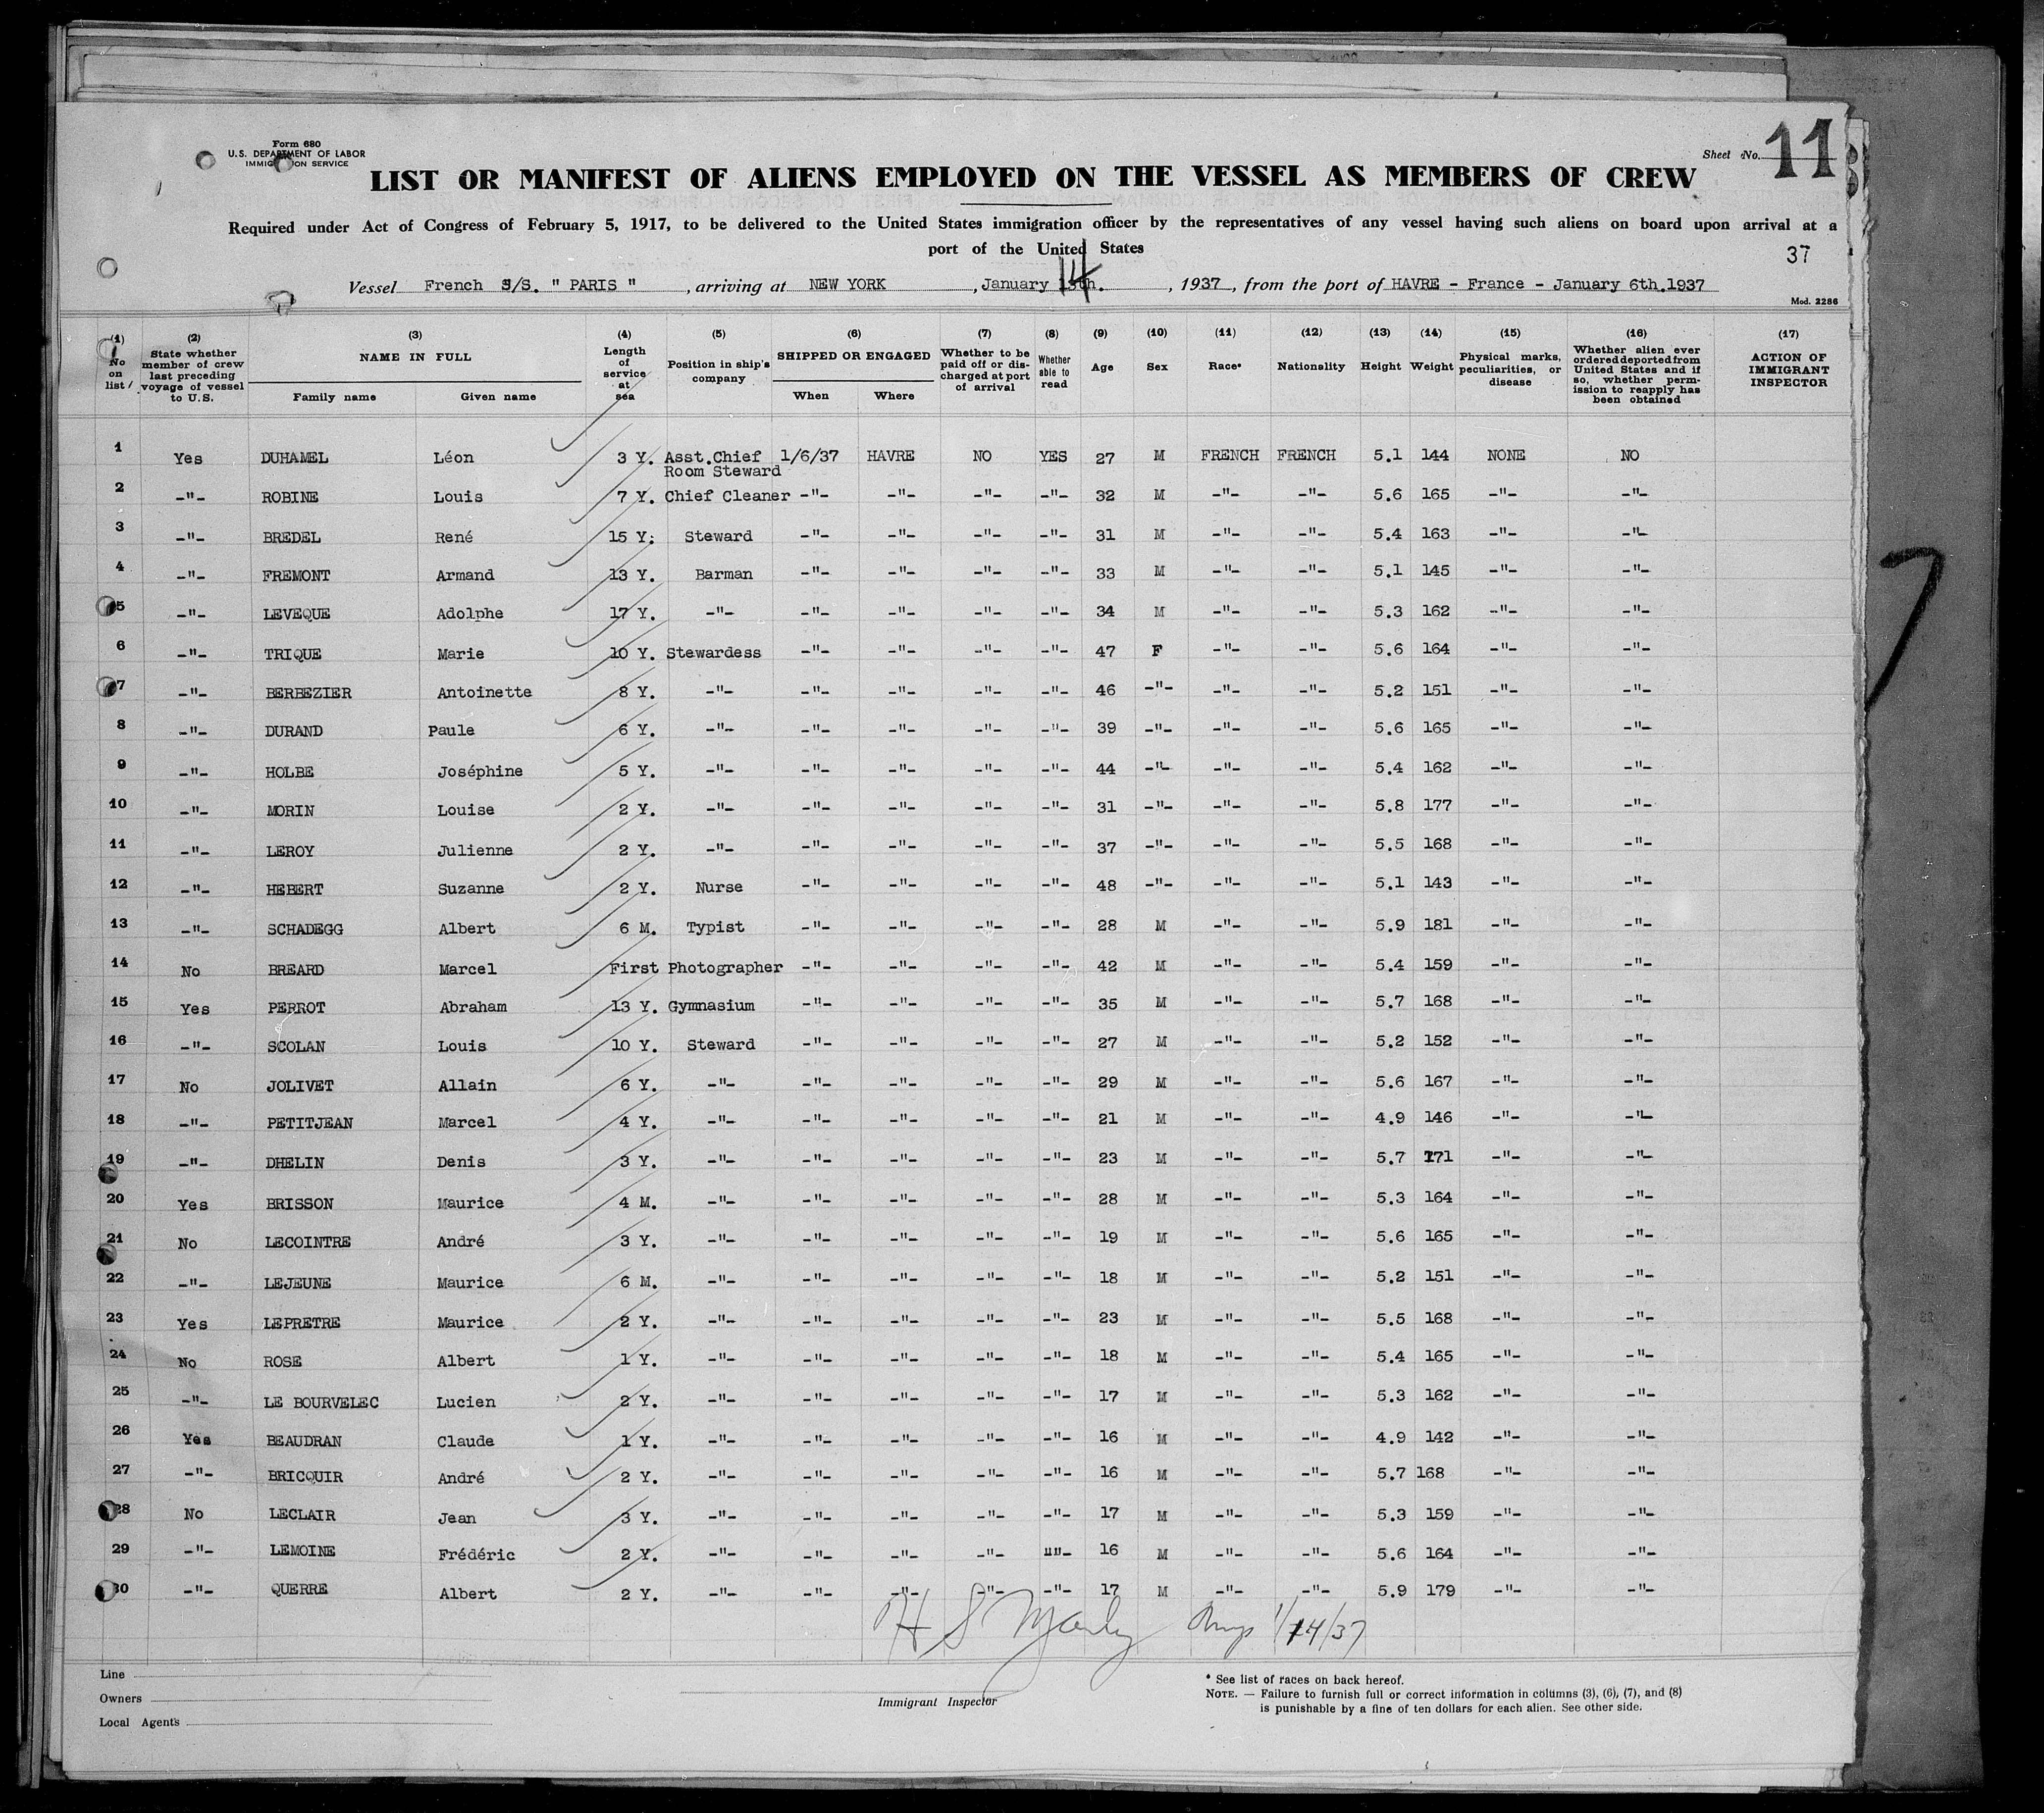 Form 680
U.S. DEPARTMENT OF LABOR
IMMIGRATION SERVICE
Sheet No. 11
LIST OR MANIFEST OF ALIENS EMPLOYED ON THE VESSEL AS MEMBERS OF CREW
Required under Act of Congress of February 5, 1917, to be delivered to the United States immigration officer by the representatives of any vessel having such aliens on board upon arrival at a
port of the United States
37
Vessel French S/S. " PARIS ", arriving at NEW YORK, January 14th., 1937, from the port of HAVRE - France - January 6th.1937
Mod. 2286
(1) (2) (3) (4) (5) (6) (7) (8) (9) (10) (11) (12) (13) (14) (15) (16) (17)
No on list State whether member of crew last preceding voyage of vessel to U.S. NAME IN FULL Family name Given name Length of service at sea Position in ship's company SHIPPED OR ENGAGED When Where Whether to be paid off or discharged at port of arrival Whether able to read Age Sex Race* Nationality Height Weight Physical marks, peculiarities, or disease Whether alien ever ordered deported from United States and if so, whether permission to reapply has been obtained ACTION OF IMMIGRANT INSPECTOR
1 Yes DUHAMEL Léon 3 Y. Asst.Chief Room Steward 1/6/37 HAVRE NO YES 27 M FRENCH FRENCH 5.1 144 NONE NO
2 -"- ROBINE Louis 7 Y. Chief Cleaner -"- -"- -"- -"- 32 M -"- -"- 5.6 165 -"- -"-
3 -"- BREDEL René 15 Y. Steward -"- -"- -"- -"- 31 M -"- -"- 5.4 163 -"- -"-
4 -"- FREMONT Armand 13 Y. Barman -"- -"- -"- -"- 33 M -"- -"- 5.1 145 -"- -"-
5 -"- LEVEQUE Adolphe 17 Y. -"- -"- -"- -"- -"- 34 M -"- -"- 5.3 162 -"- -"-
6 -"- TRIQUE Marie 10 Y. Stewardess -"- -"- -"- -"- 47 F -"- -"- 5.6 164 -"- -"-
7 -"- BERBEZIER Antoinette 8 Y. -"- -"- -"- -"- -"- 46 -"- -"- -"- 5.2 151 -"- -"-
8 -"- DURAND Paule 6 Y. -"- -"- -"- -"- -"- 39 -"- -"- -"- 5.6 165 -"- -"-
9 -"- HOLBE Joséphine 5 Y. -"- -"- -"- -"- -"- 44 -"- -"- -"- 5.4 162 -"- -"-
10 -"- MORIN Louise 2 Y. -"- -"- -"- -"- -"- 31 -"- -"- -"- 5.8 177 -"- -"-
11 -"- LEROY Julienne 2 Y. -"- -"- -"- -"- -"- 37 -"- -"- -"- 5.5 168 -"- -"-
12 -"- HEBERT Suzanne 2 Y. Nurse -"- -"- -"- -"- 48 -"- -"- -"- 5.1 143 -"- -"-
13 -"- SCHADEGG Albert 6 M. Typist -"- -"- -"- -"- 28 M -"- -"- 5.9 181 -"- -"-
14 No BREARD Marcel First Photographer -"- -"- -"- -"- 42 M -"- -"- 5.4 159 -"- -"-
15 Yes PERROT Abraham 13 Y. Gymnasium -"- -"- -"- -"- 35 M -"- -"- 5.7 168 -"- -"-
16 -"- SCOLAN Louis 10 Y. Steward -"- -"- -"- -"- 27 M -"- -"- 5.2 152 -"- -"-
17 No JOLIVET Allain 6 Y. -"- -"- -"- -"- -"- 29 M -"- -"- 5.6 167 -"- -"-
18 -"- PETITJEAN Marcel 4 Y. -"- -"- -"- -"- -"- 21 M -"- -"- 4.9 146 -"- -"-
19 -"- DHELIN Denis 3 Y. -"- -"- -"- -"- -"- 23 M -"- -"- 5.7 171 -"- -"-
20 Yes BRISSON Maurice 4 M. -"- -"- -"- -"- -"- 28 M -"- -"- 5.3 164 -"- -"-
21 No LECOINTRE André 3 Y. -"- -"- -"- -"- -"- 19 M -"- -"- 5.6 165 -"- -"-
22 -"- LEJEUNE Maurice 6 M. -"- -"- -"- -"- -"- 18 M -"- -"- 5.2 151 -"- -"-
23 Yes LEPRETRE Maurice 2 Y. -"- -"- -"- -"- -"- 23 M -"- -"- 5.5 168 -"- -"-
24 No ROSE Albert 1 Y. -"- -"- -"- -"- -"- 18 M -"- -"- 5.4 165 -"- -"-
25 -"- LE BOURVELEC Lucien 2 Y. -"- -"- -"- -"- -"- 17 M -"- -"- 5.3 162 -"- -"-
26 Yes BEAUDRAN Claude 1 Y. -"- -"- -"- -"- -"- 16 M -"- -"- 4.9 142 -"- -"-
27 -"- BRICQUIR André 2 Y. -"- -"- -"- -"- -"- 16 M -"- -"- 5.7 168 -"- -"-
28 No LECLAIR Jean 3 Y. -"- -"- -"- -"- -"- 17 M -"- -"- 5.3 159 -"- -"-
29 -"- LEMOINE Frédéric 2 Y. -"- -"- -"- -"- ""- 16 M -"- -"- 5.6 164 -"- -"-
30 -"- QUERRE Albert 2 Y. -"- -"- -"- -"- -"- 17 M -"- -"- 5.9 179 -"- -"-
H S 1/14/37
Line
Owners
Local Agents
Immigrant Inspector
* See list of races on back hereof.
NOTE. — Failure to furnish full or correct information in columns (3), (6), (7), and (8)
is punishable by a fine of ten dollars for each alien. See other side.
7